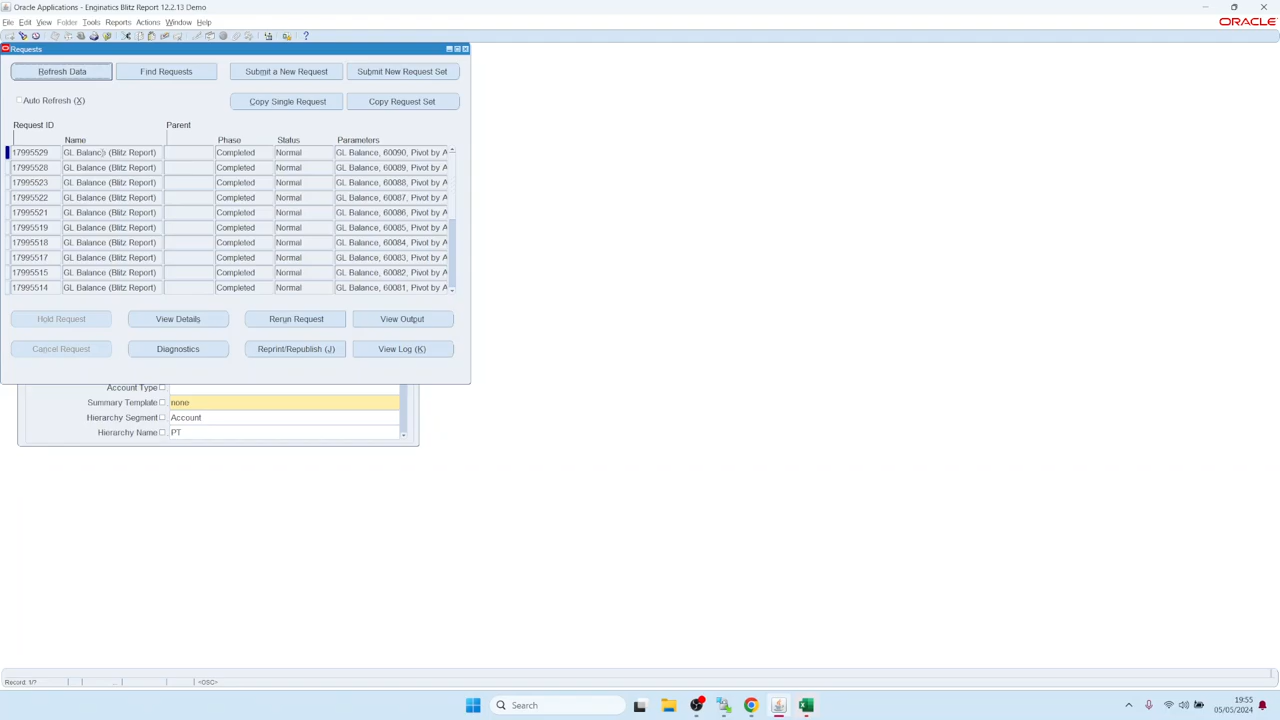 Oracle Applications - Enginatics Blitz Report 12.2.13 Demo
File Edit View Folder Tools Reports Actions Window Help
ORACLE
Requests
Refresh Data Find Requests Submit a New Request Submit New Request Set
Auto Refresh (X) Copy Single Request Copy Request Set
Request ID Parent
Name Phase Status Parameters
17995529 GL Balance (Blitz Report) Completed Normal GL Balance, 60090, Pivot by A
17995528 GL Balance (Blitz Report) Completed Normal GL Balance, 60089, Pivot by A
17995523 GL Balance (Blitz Report) Completed Normal GL Balance, 60088, Pivot by A
17995522 GL Balance (Blitz Report) Completed Normal GL Balance, 60087, Pivot by A
17995521 GL Balance (Blitz Report) Completed Normal GL Balance, 60086, Pivot by A
17995519 GL Balance (Blitz Report) Completed Normal GL Balance, 60085, Pivot by A
17995518 GL Balance (Blitz Report) Completed Normal GL Balance, 60084, Pivot by A
17995517 GL Balance (Blitz Report) Completed Normal GL Balance, 60083, Pivot by A
17995515 GL Balance (Blitz Report) Completed Normal GL Balance, 60082, Pivot by A
17995514 GL Balance (Blitz Report) Completed Normal GL Balance, 60081, Pivot by A
Hold Request View Details Rerun Request View Output
Cancel Request Diagnostics Reprint/Republish (J) View Log (K)
Account Type
Summary Template none
Hierarchy Segment Account
Hierarchy Name PT
Record: 1/? ... <OSC>
Search
19:55
05/05/2024